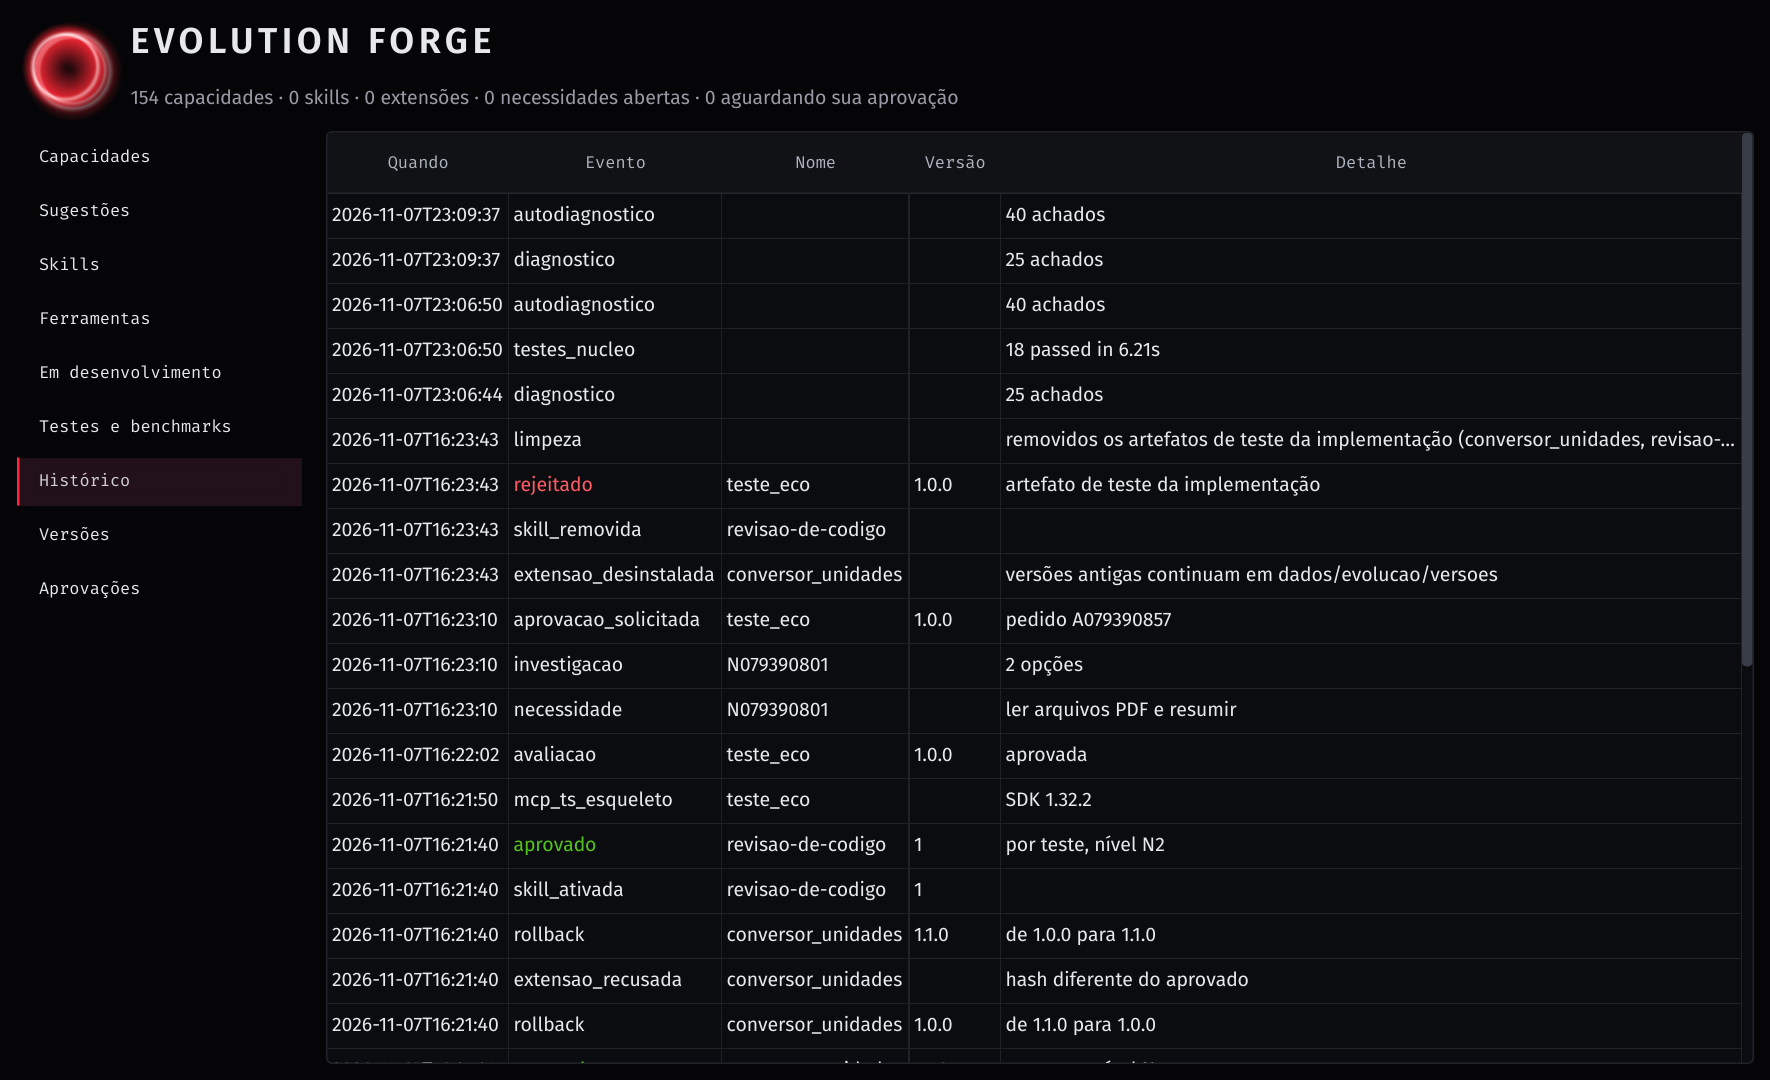 EVOLUTION FORGE
154 capacidades · 0 skills · 0 extensões · 0 necessidades abertas · 0 aguardando sua aprovação
Capacidades
Sugestões
Skills
Ferramentas
Em desenvolvimento
Testes e benchmarks
Histórico
Versões
Aprovações
Quando Evento Nome Versão Detalhe
2026-11-07T23:09:37 autodiagnostico 40 achados
2026-11-07T23:09:37 diagnostico 25 achados
2026-11-07T23:06:50 autodiagnostico 40 achados
2026-11-07T23:06:50 testes_nucleo 18 passed in 6.21s
2026-11-07T23:06:44 diagnostico 25 achados
2026-11-07T16:23:43 limpeza removidos os artefatos de teste da implementação (conversor_unidades, revisao-...
2026-11-07T16:23:43 rejeitado teste_eco 1.0.0 artefato de teste da implementação
2026-11-07T16:23:43 skill_removida revisao-de-codigo
2026-11-07T16:23:43 extensao_desinstalada conversor_unidades versões antigas continuam em dados/evolucao/versoes
2026-11-07T16:23:10 aprovacao_solicitada teste_eco 1.0.0 pedido A079390857
2026-11-07T16:23:10 investigacao N079390801 2 opções
2026-11-07T16:23:10 necessidade N079390801 ler arquivos PDF e resumir
2026-11-07T16:22:02 avaliacao teste_eco 1.0.0 aprovada
2026-11-07T16:21:50 mcp_ts_esqueleto teste_eco SDK 1.32.2
2026-11-07T16:21:40 aprovado revisao-de-codigo 1 por teste, nível N2
2026-11-07T16:21:40 skill_ativada revisao-de-codigo 1
2026-11-07T16:21:40 rollback conversor_unidades 1.1.0 de 1.0.0 para 1.1.0
2026-11-07T16:21:40 extensao_recusada conversor_unidades hash diferente do aprovado
2026-11-07T16:21:40 rollback conversor_unidades 1.0.0 de 1.1.0 para 1.0.0